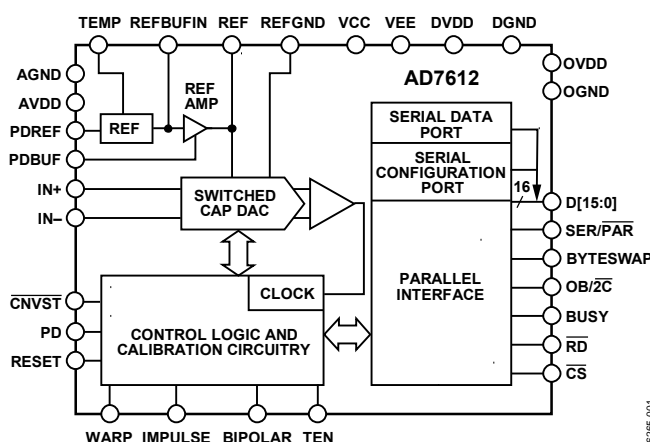 TEMP REFBUFIN REF REFGND VCC VEE DVDD DGND
AGND
AVDD
PDREF
PDBUF
IN+
IN–
CNVST
PD
RESET
REF
REF
AMP
SWITCHED
CAP DAC
CLOCK
CONTROL LOGIC AND
CALIBRATION CIRCUITRY
AD7612
SERIAL DATA
PORT
SERIAL
CONFIGURATION
PORT
16
PARALLEL
INTERFACE
OVDD
OGND
D[15:0]
SER/PAR
BYTESWAP
OB/2C
BUSY
RD
CS
WARP IMPULSE BIPOLAR TEN